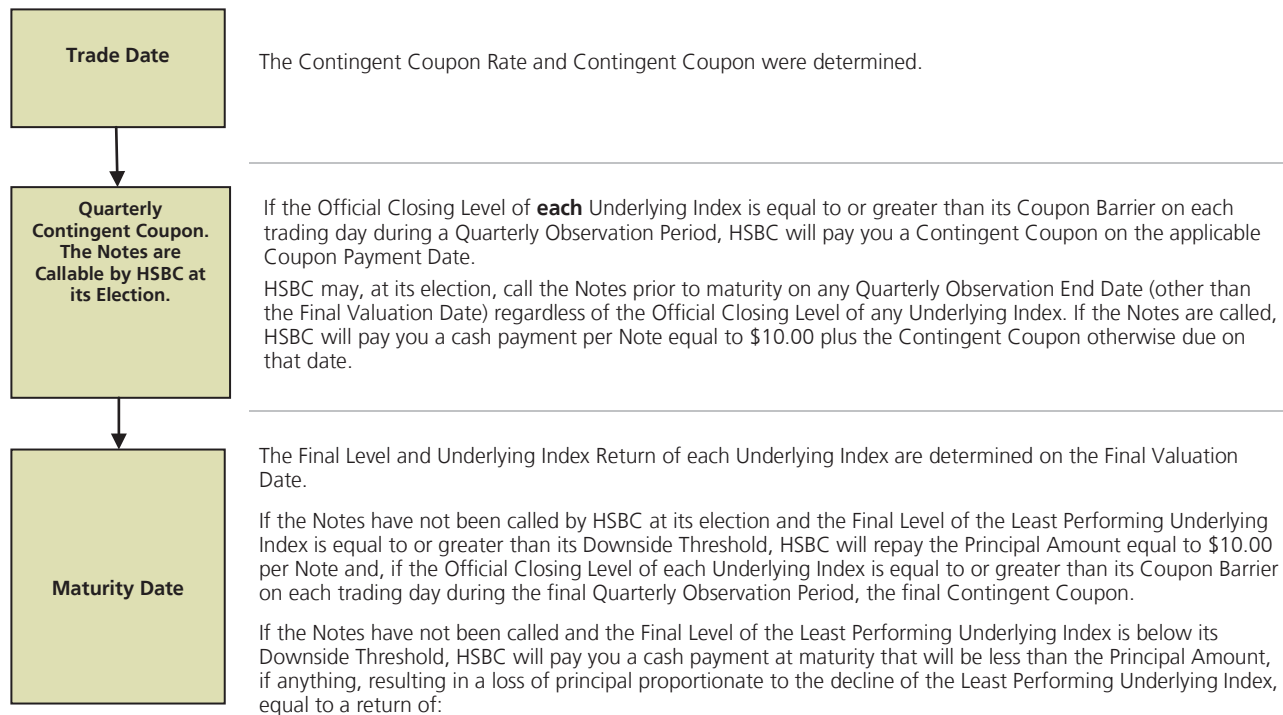 Trade Date
The Contingent Coupon Rate and Contingent Coupon were determined.
Quarterly
Contingent Coupon.
The Notes are
Callable by HSBC at
its Election.
If the Official Closing Level of each Underlying Index is equal to or greater than its Coupon Barrier on each
trading day during a Quarterly Observation Period, HSBC will pay you a Contingent Coupon on the applicable
Coupon Payment Date.
HSBC may, at its election, call the Notes prior to maturity on any Quarterly Observation End Date (other than
the Final Valuation Date) regardless of the Official Closing Level of any Underlying Index. If the Notes are called,
HSBC will pay you a cash payment per Note equal to $10.00 plus the Contingent Coupon otherwise due on
that date.
Maturity Date
The Final Level and Underlying Index Return of each Underlying Index are determined on the Final Valuation
Date.
If the Notes have not been called by HSBC at its election and the Final Level of the Least Performing Underlying
Index is equal to or greater than its Downside Threshold, HSBC will repay the Principal Amount equal to $10.00
per Note and, if the Official Closing Level of each Underlying Index is equal to or greater than its Coupon Barrier
on each trading day during the final Quarterly Observation Period, the final Contingent Coupon.
If the Notes have not been called and the Final Level of the Least Performing Underlying Index is below its
Downside Threshold, HSBC will pay you a cash payment at maturity that will be less than the Principal Amount,
if anything, resulting in a loss of principal proportionate to the decline of the Least Performing Underlying Index,
equal to a return of: